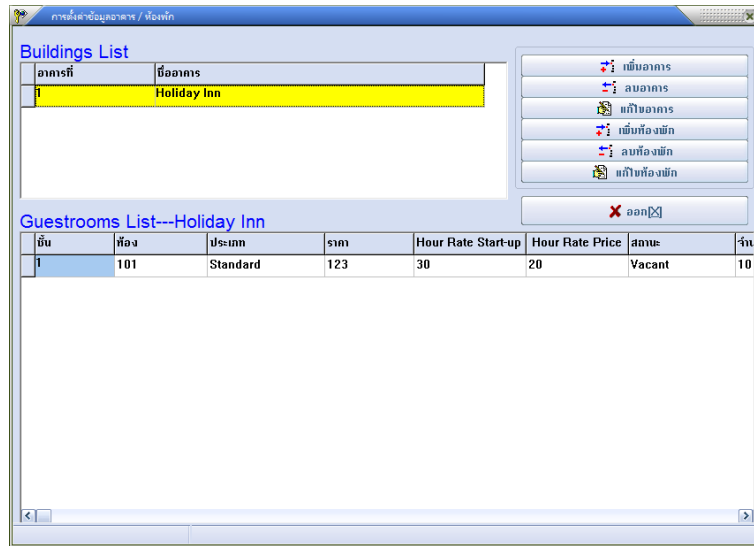 การตั้งค่าข้อมูลอาคาร / ห้องพัก
Buildings List
อาคารที่ ชื่ออาคาร
1 Holiday Inn
เพิ่มอาคาร
ลบอาคาร
แก้ไขอาคาร
เพิ่มห้องพัก
ลบห้องพัก
แก้ไขห้องพัก
ออก[X]
Guestrooms List---Holiday Inn
ชั้น ห้อง ประเภท ราคา Hour Rate Start-up Hour Rate Price สถานะ
1 101 Standard 123 30 20 Vacant 10